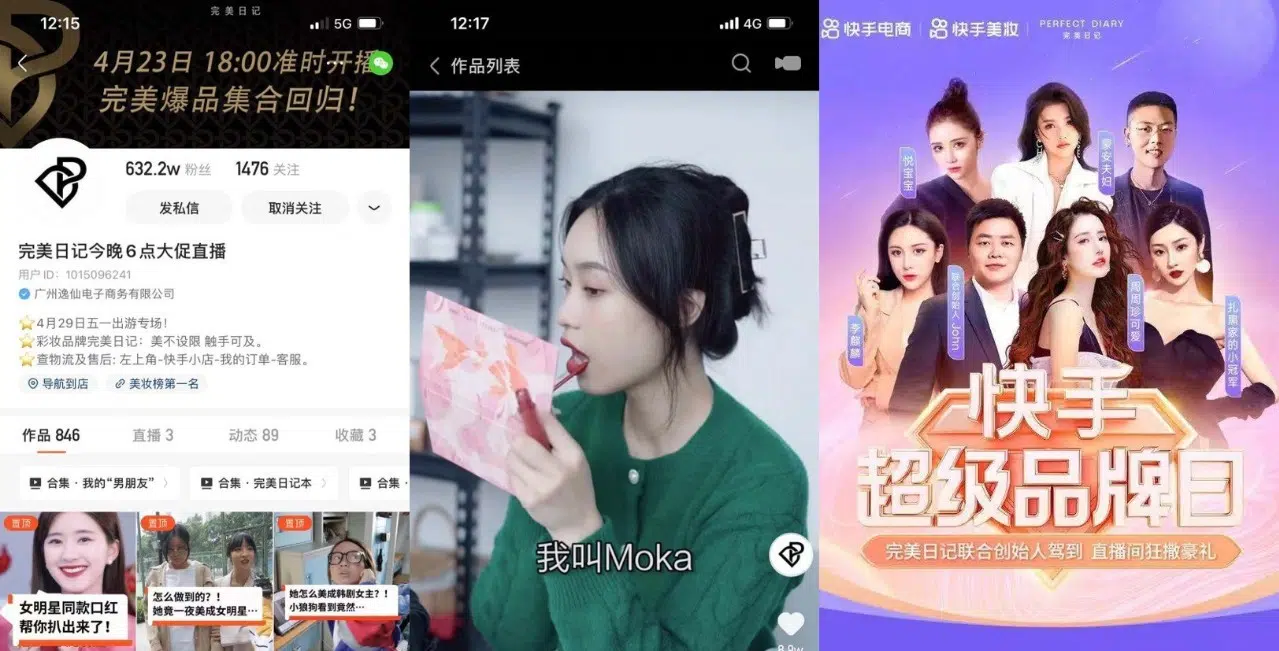 完美日记
12:15
5G
4月23日 18:00准时开播
完美爆品集合回归！
632.2w 粉丝
1476 关注
发私信
取消关注
完美日记今晚6点大促直播
用户 ID：1015096241
广州逸仙电子商务有限公司
4月29日五一出游专场！
彩妆品牌完美日记：美不设限 触手可及。
查物流及售后: 左上角-快手小店-我的订单-客服。
导航到店
美妆榜第一名
作品 846
直播 3
动态 89
收藏 3
合集 · 我的“男朋友”
合集 · 完美日记本
合集 ·
置顶
女明星同款口红
帮你扒出来了！
置顶
怎么做到的？！
她竟一夜美成女明星…
置顶
她怎么美成韩剧女主？！
小狼狗看到竟然…
12:17
4G
作品列表
我叫Moka
8.9w
快手电商
快手美妆
PERFECT DIARY
完美日记
悦宝宝
蒙安夫妇
李麒麟
联合创始人 John
周周珍可爱
扎黑家的小冠军
快手
超级品牌日
完美日记联合创始人驾到 直播间狂撒豪礼